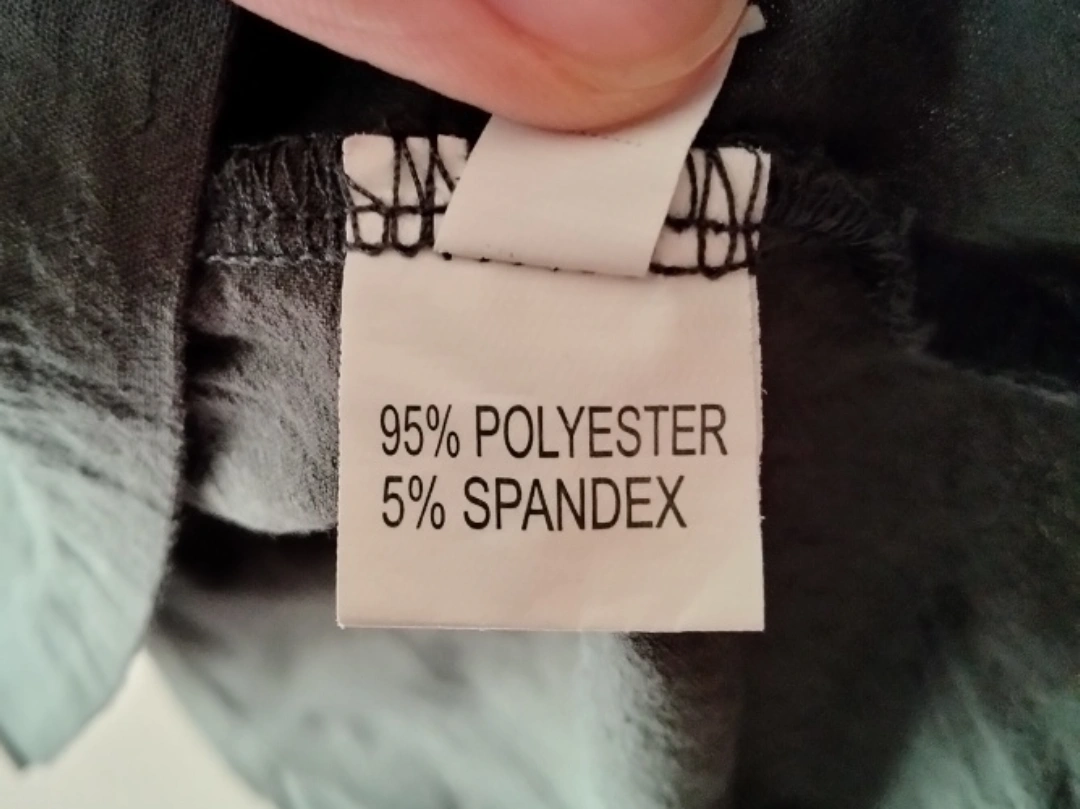 95% POLYESTER
5% SPANDEX